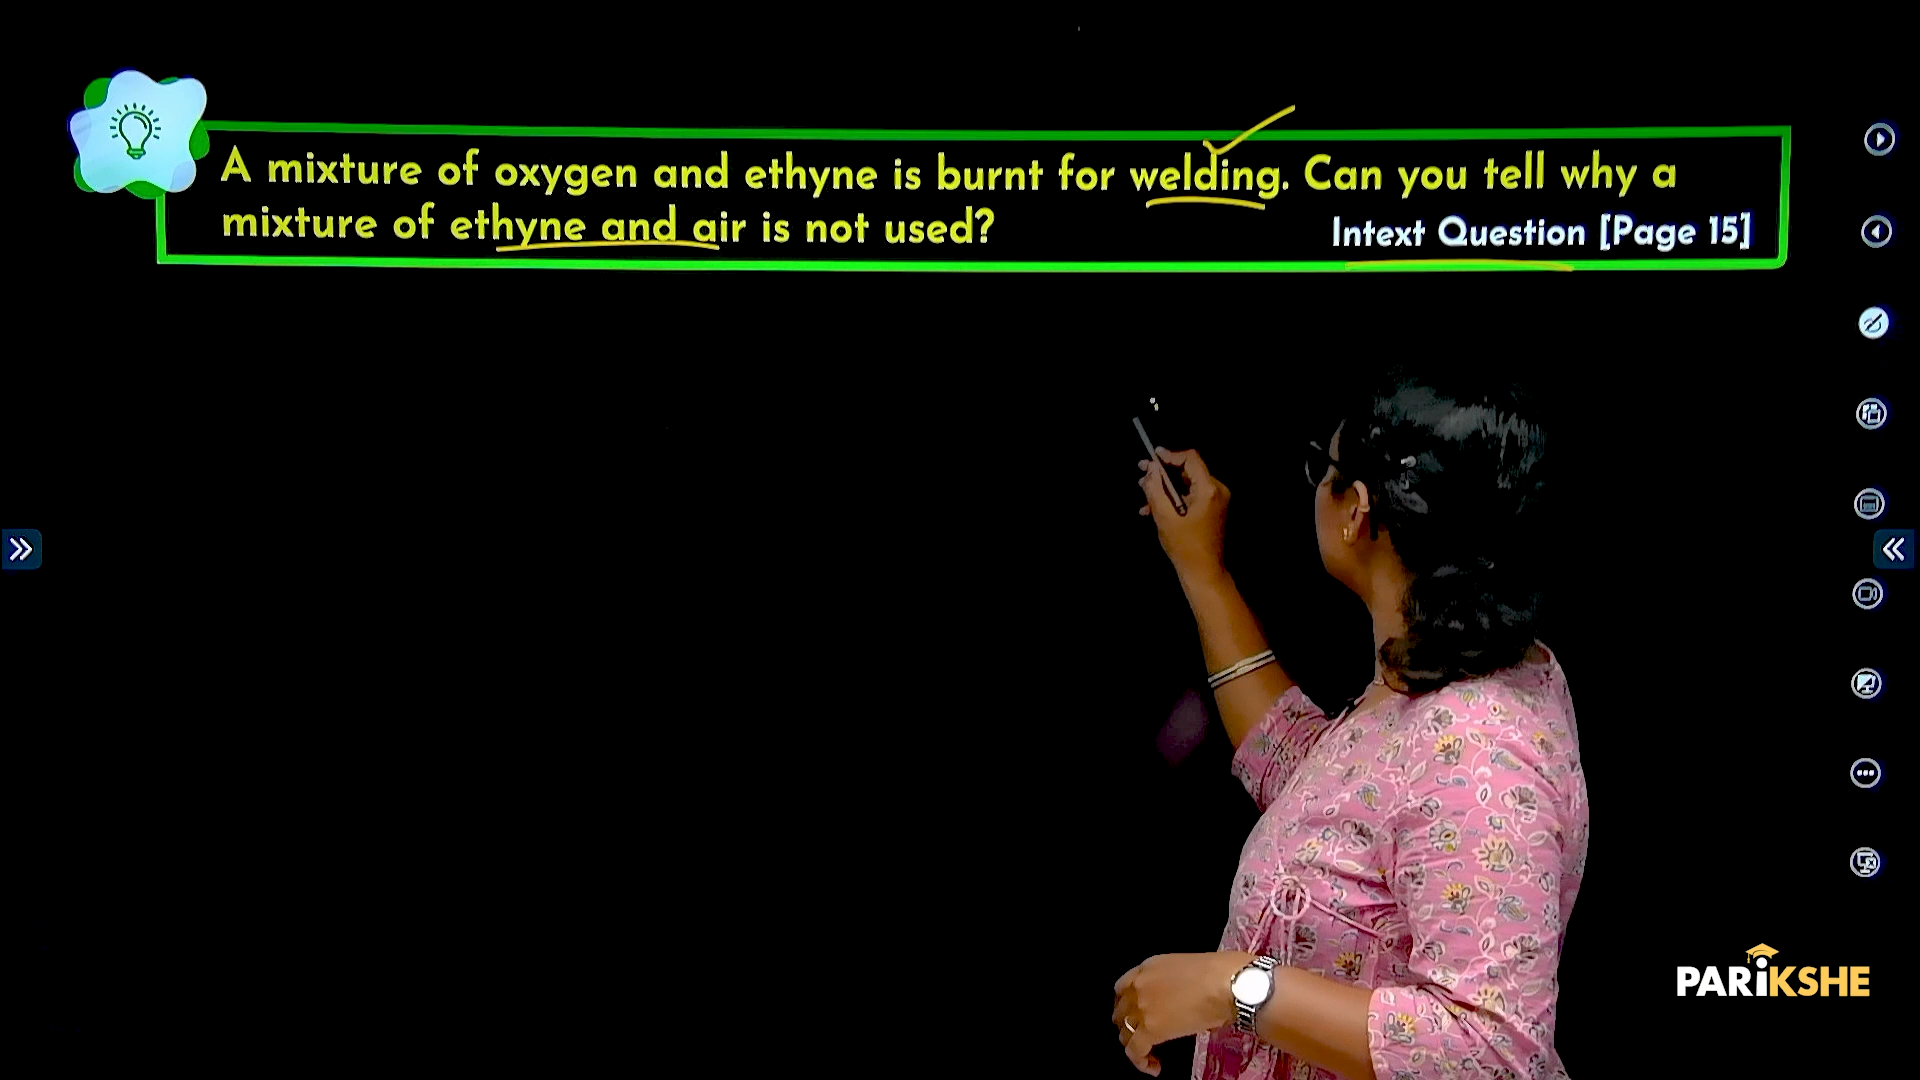 A mixture of oxygen and ethyne is burnt for welding. Can you tell why a
mixture of ethyne and air is not used?
Intext Question [Page 15]
PARiKSHE